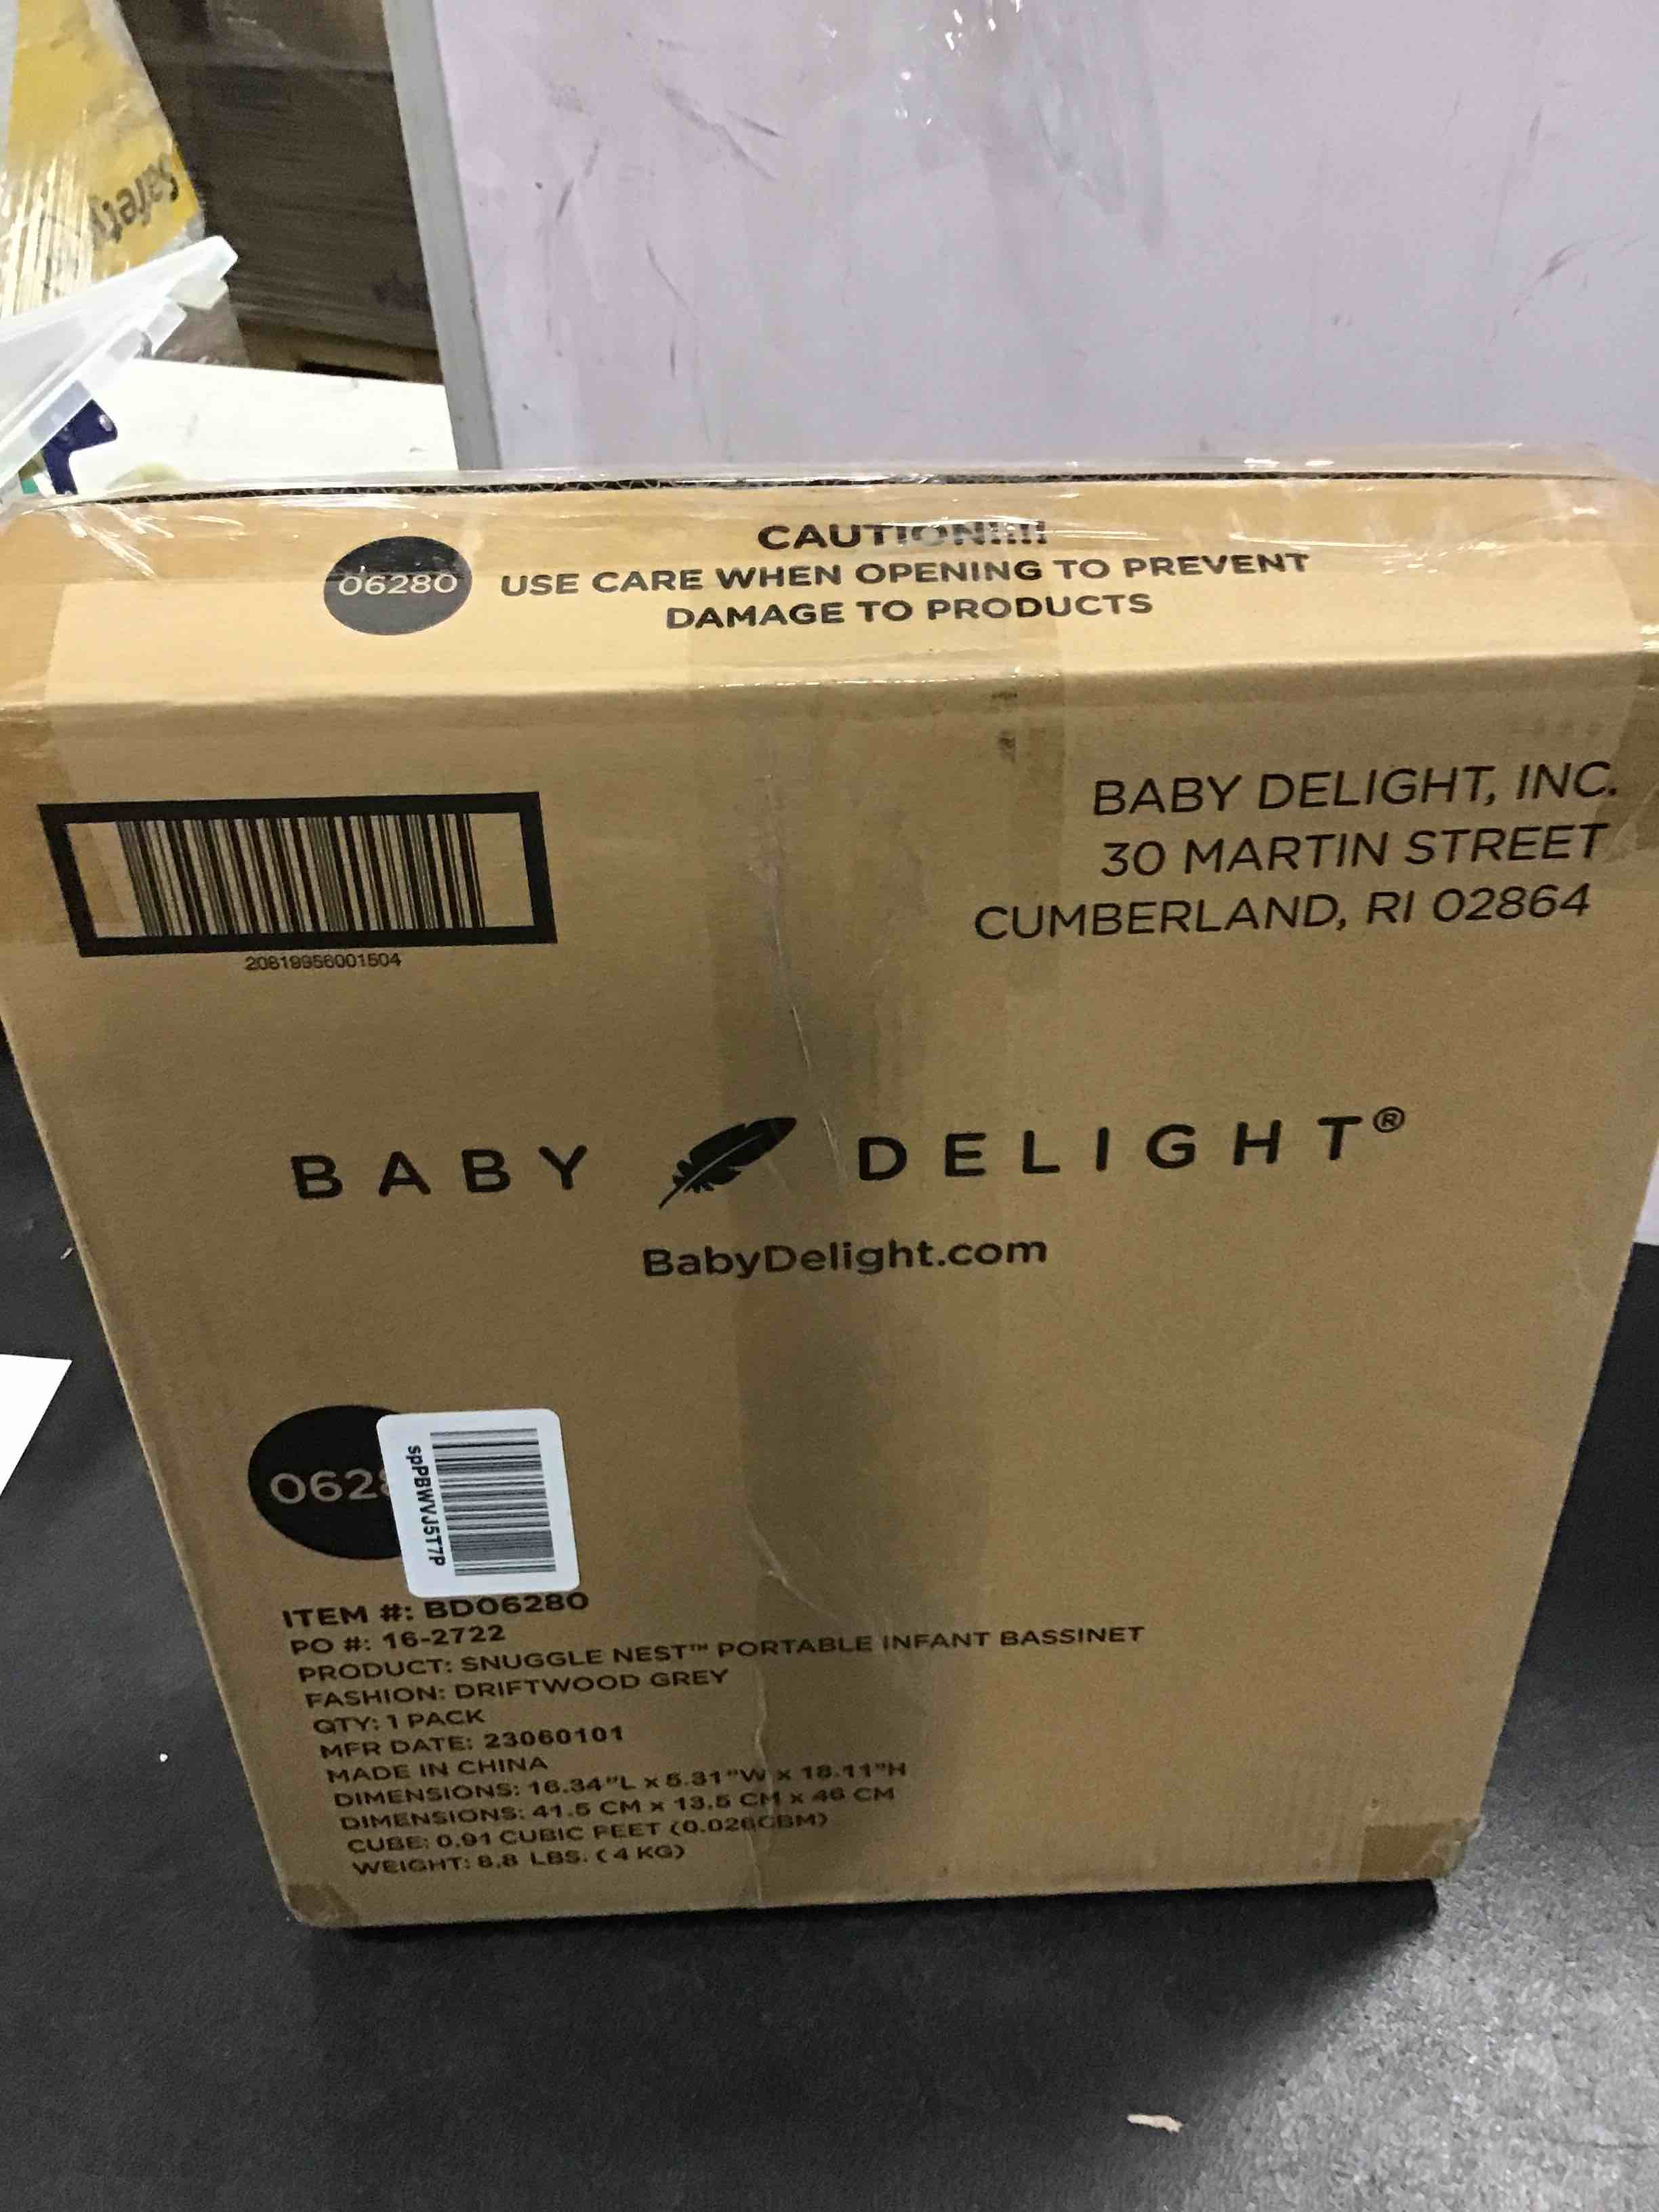 Safety
CAUTION!!!!
06280
USE CARE WHEN OPENING TO PREVENT
DAMAGE TO PRODUCTS
BABY DELIGHT, INC.
30 MARTIN STREET
CUMBERLAND, RI 02864
20819956001504
BABY DELIGHT®
BabyDelight.com
0628
spPBWVJ5T7P
ITEM #: BD06280
PO #: 16-2722
PRODUCT: SNUGGLE NEST™ PORTABLE INFANT BASSINET
FASHION: DRIFTWOOD GREY
QTY: 1 PACK
MFR DATE: 23060101
MADE IN CHINA
DIMENSIONS: 16.34"L x 5.31"W x 18.11"H
DIMENSIONS: 41.5 CM x 13.5 CM x 46 CM
CUBE: 0.91 CUBIC FEET (0.026CBM)
WEIGHT: 8.8 LBS. ( 4 KG)